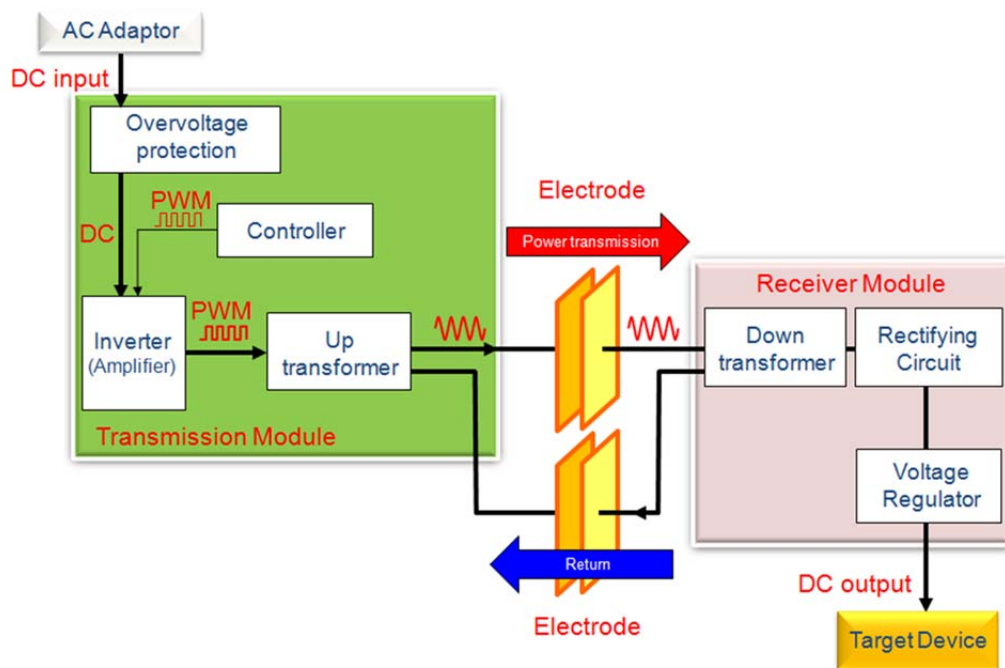 AC Adaptor
DC input
Overvoltage
protection
PWM
DC
Controller
Inverter
(Amplifier)
PWM
Up
transformer
Transmission Module
Electrode
Power transmission
Receiver Module
Down
transformer
Rectifying
Circuit
Voltage
Regulator
Return
Electrode
DC output
Target Device